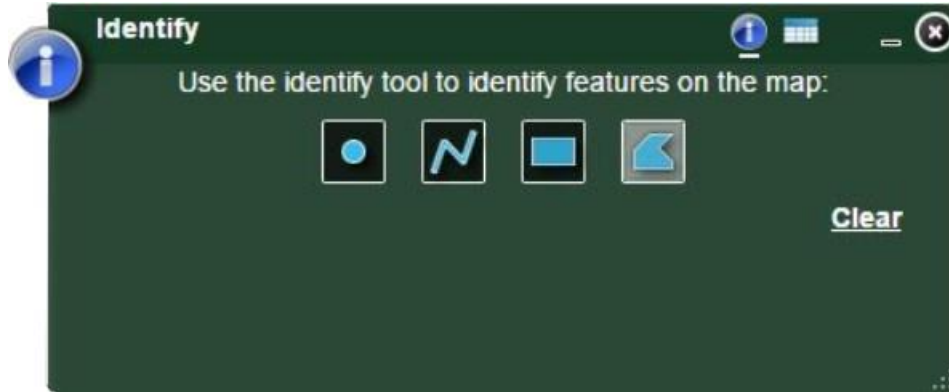 Identify
Use the identify tool to identify features on the map:
Clear